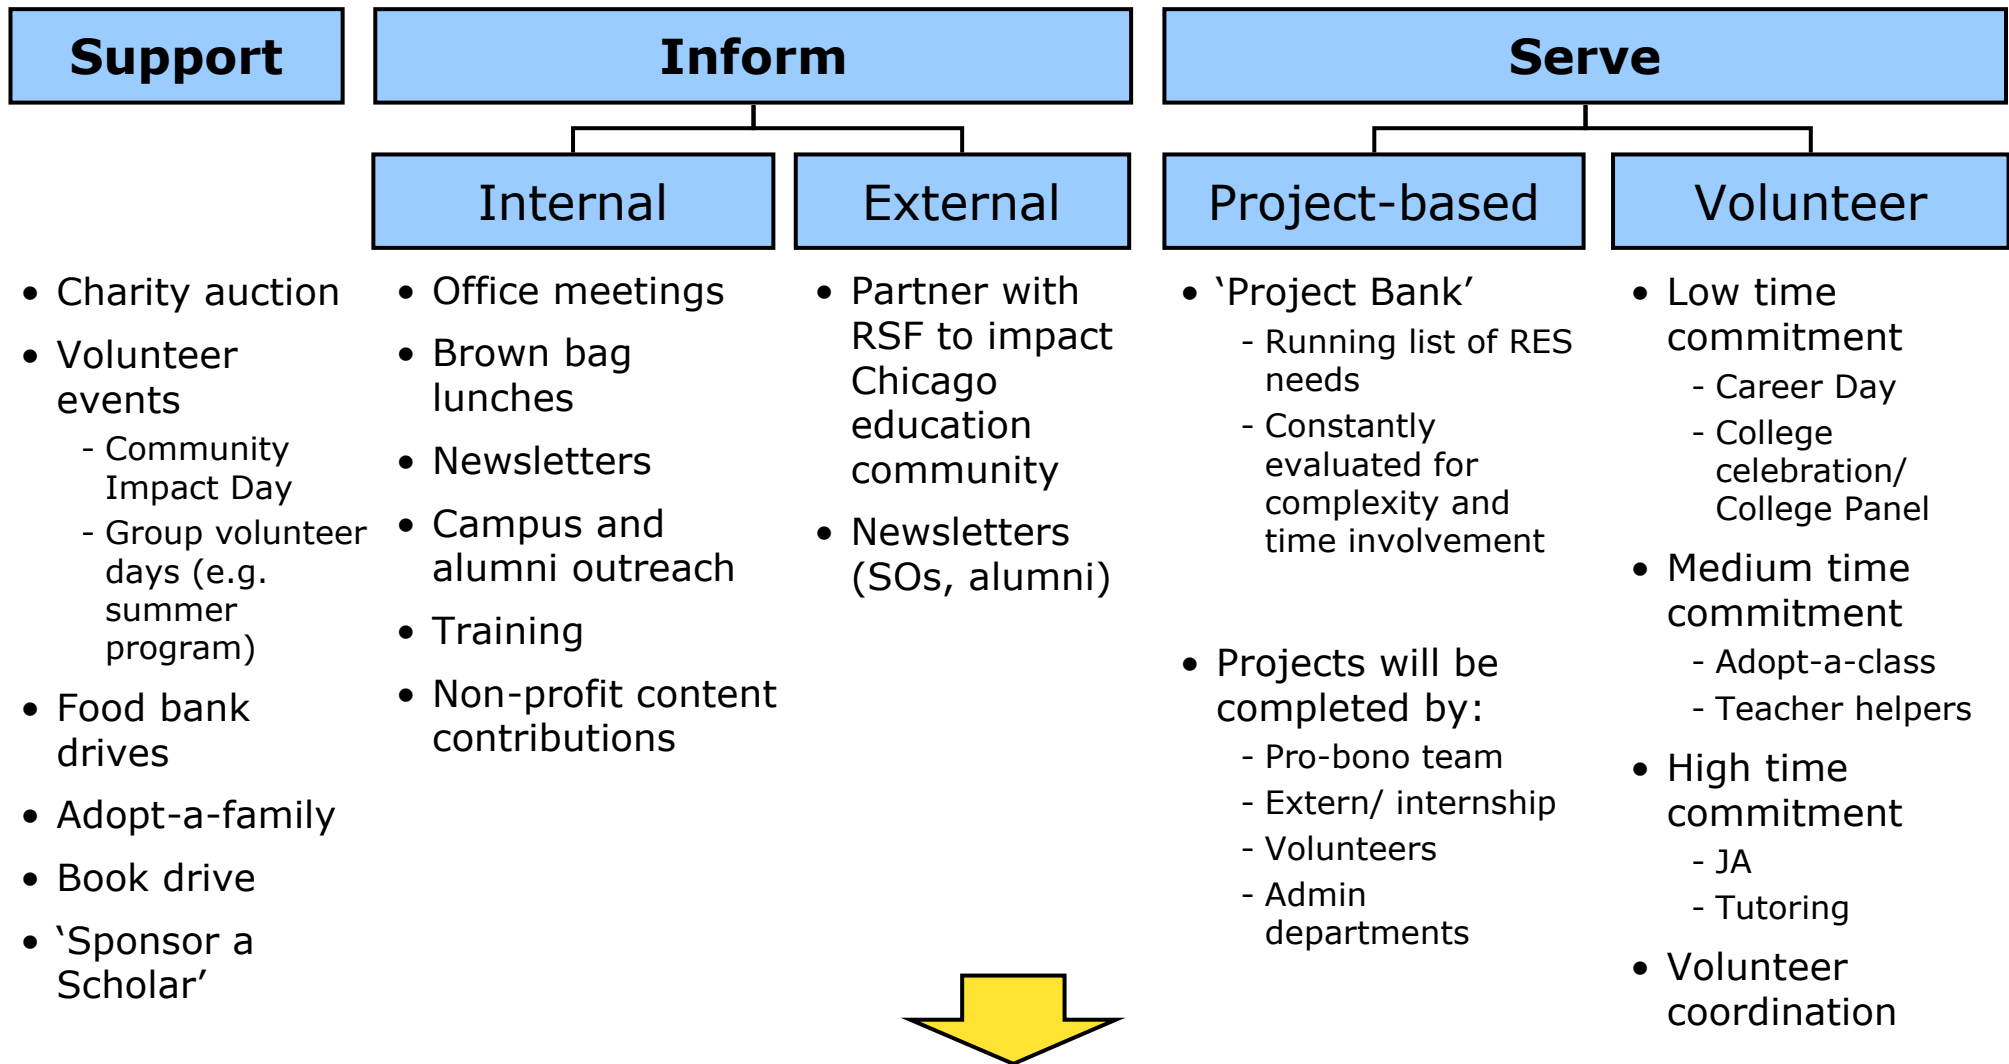 Support
Inform
Serve
Internal
External
Project-based
Volunteer
• Charity auction
• Volunteer
events
- Community
Impact Day
- Group volunteer
days (e.g.
summer
program)
• Food bank
drives
• Adopt-a-family
• Book drive
• ‘Sponsor a
Scholar’
• Office meetings
• Brown bag
lunches
• Newsletters
• Campus and
alumni outreach
• Training
• Non-profit content
contributions
• Partner with
RSF to impact
Chicago
education
community
• Newsletters
(SOs, alumni)
• ‘Project Bank’
- Running list of RES
needs
- Constantly
evaluated for
complexity and
time involvement
• Projects will be
completed by:
- Pro-bono team
- Extern/ internship
- Volunteers
- Admin
departments
• Low time
commitment
- Career Day
- College
celebration/
College Panel
• Medium time
commitment
- Adopt-a-class
- Teacher helpers
• High time
commitment
- JA
- Tutoring
• Volunteer
coordination